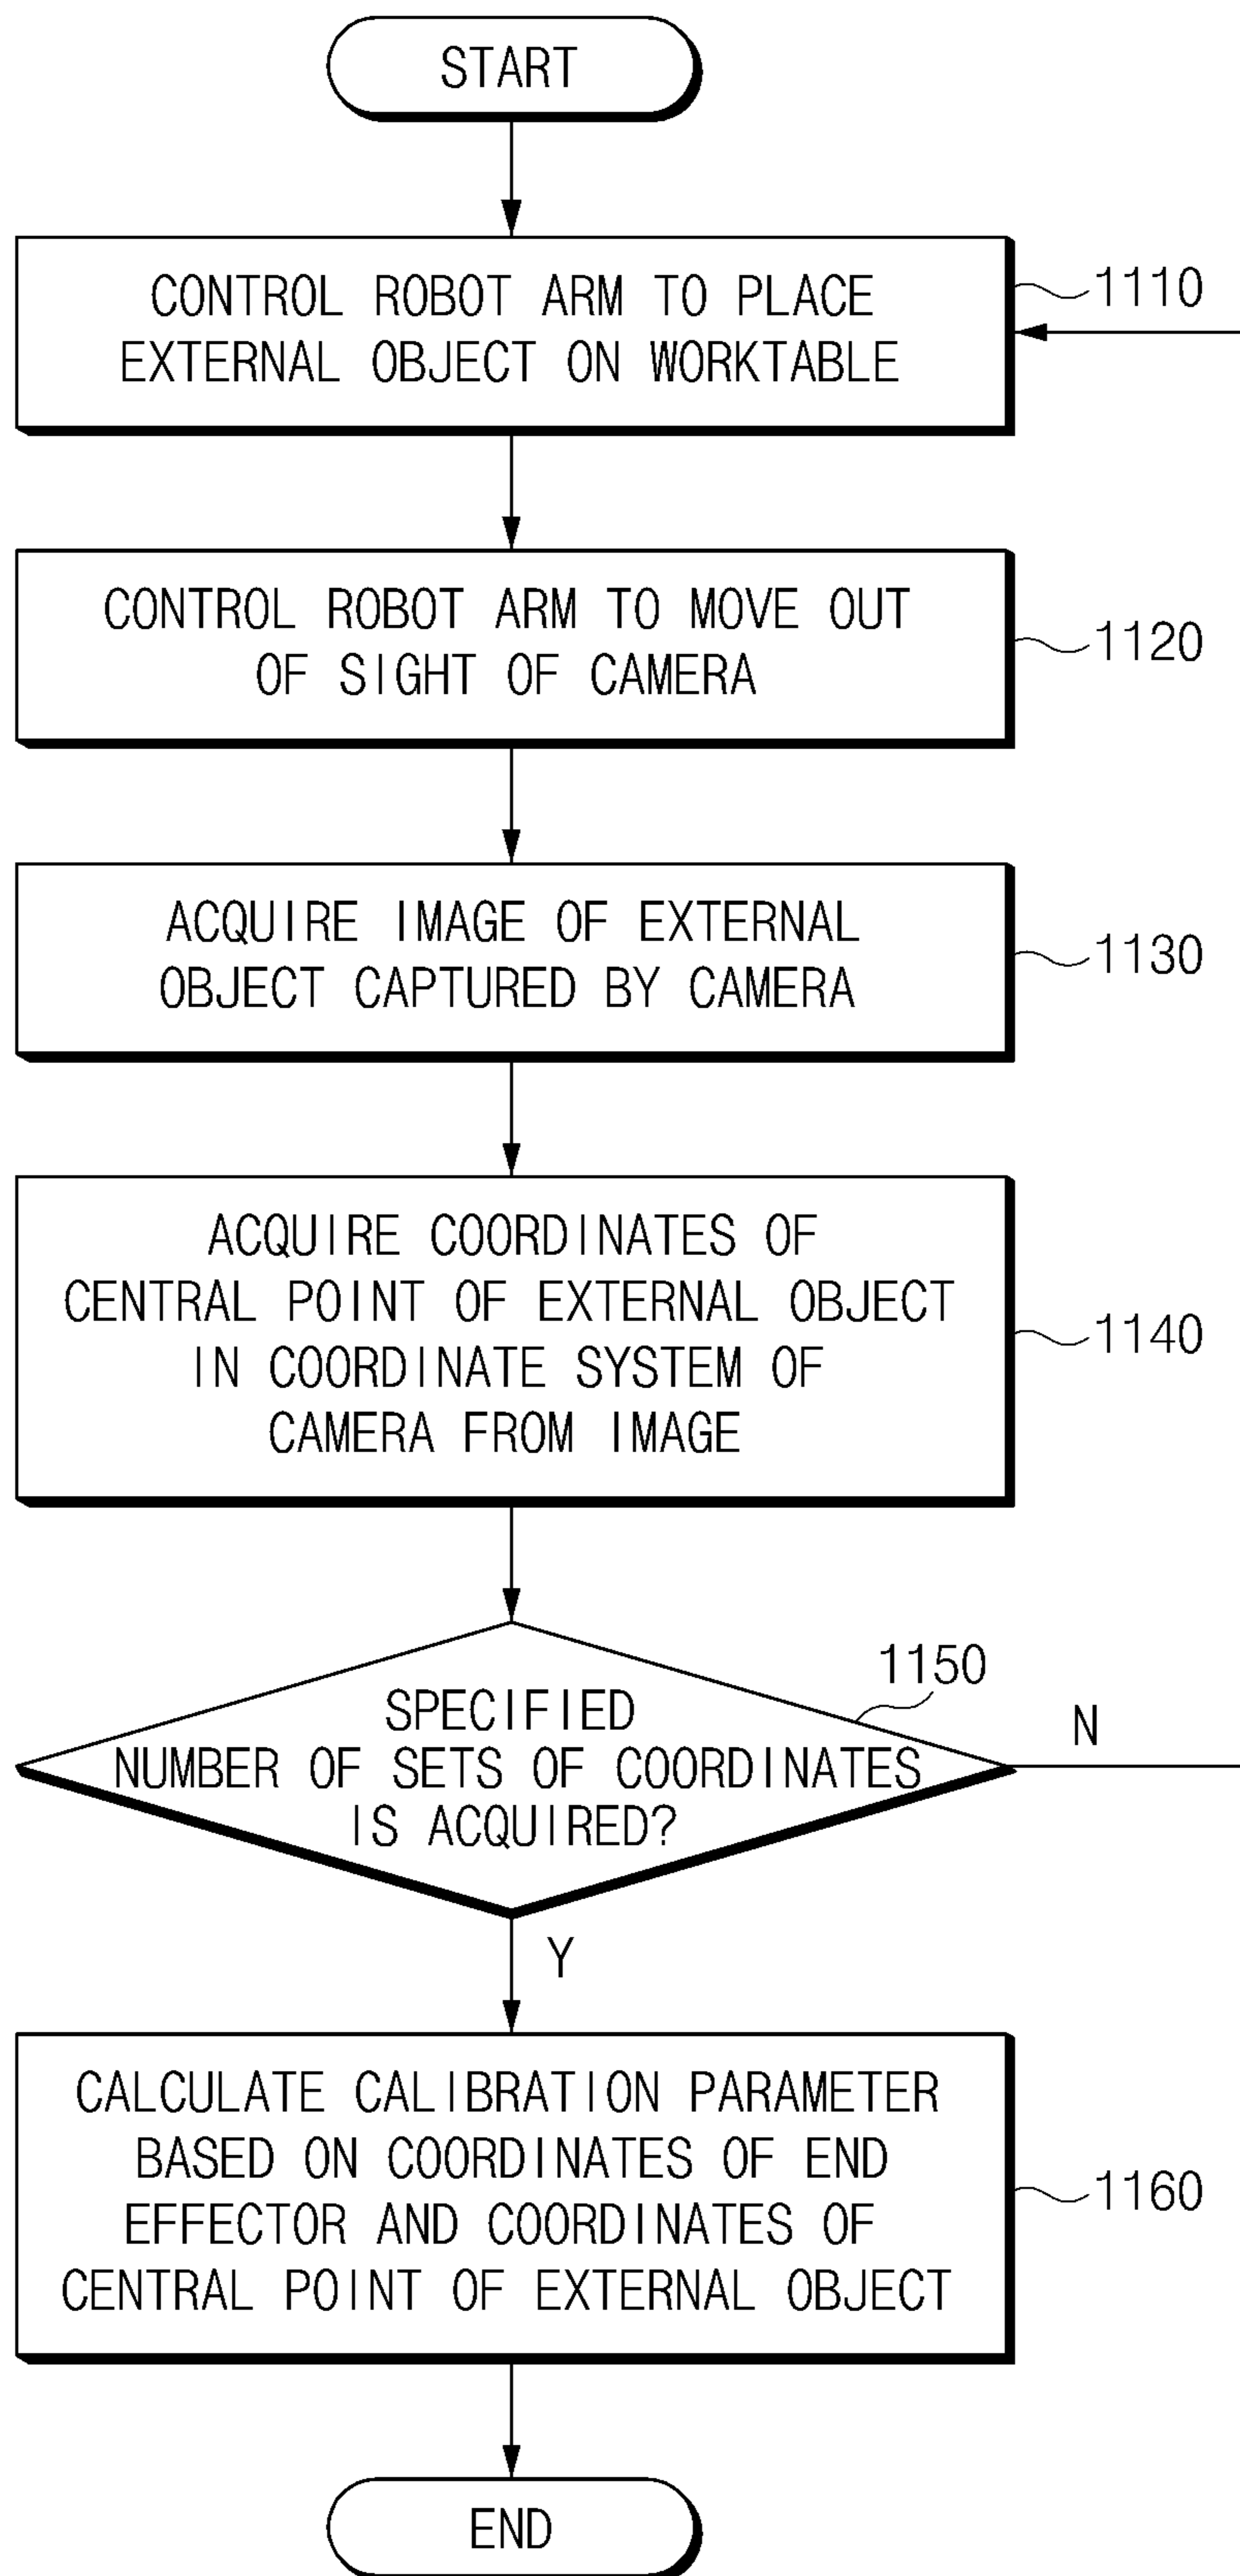 START
CONTROL ROBOT ARM TO PLACE
EXTERNAL OBJECT ON WORKTABLE
1110
CONTROL ROBOT ARM TO MOVE OUT
OF SIGHT OF CAMERA
1120
ACQUIRE IMAGE OF EXTERNAL
OBJECT CAPTURED BY CAMERA
1130
ACQUIRE COORDINATES OF
CENTRAL POINT OF EXTERNAL OBJECT
IN COORDINATE SYSTEM OF
CAMERA FROM IMAGE
1140
1150
SPECIFIED
NUMBER OF SETS OF COORDINATES
IS ACQUIRED?
N
Y
CALCULATE CALIBRATION PARAMETER
BASED ON COORDINATES OF END
EFFECTOR AND COORDINATES OF
CENTRAL POINT OF EXTERNAL OBJECT
1160
END